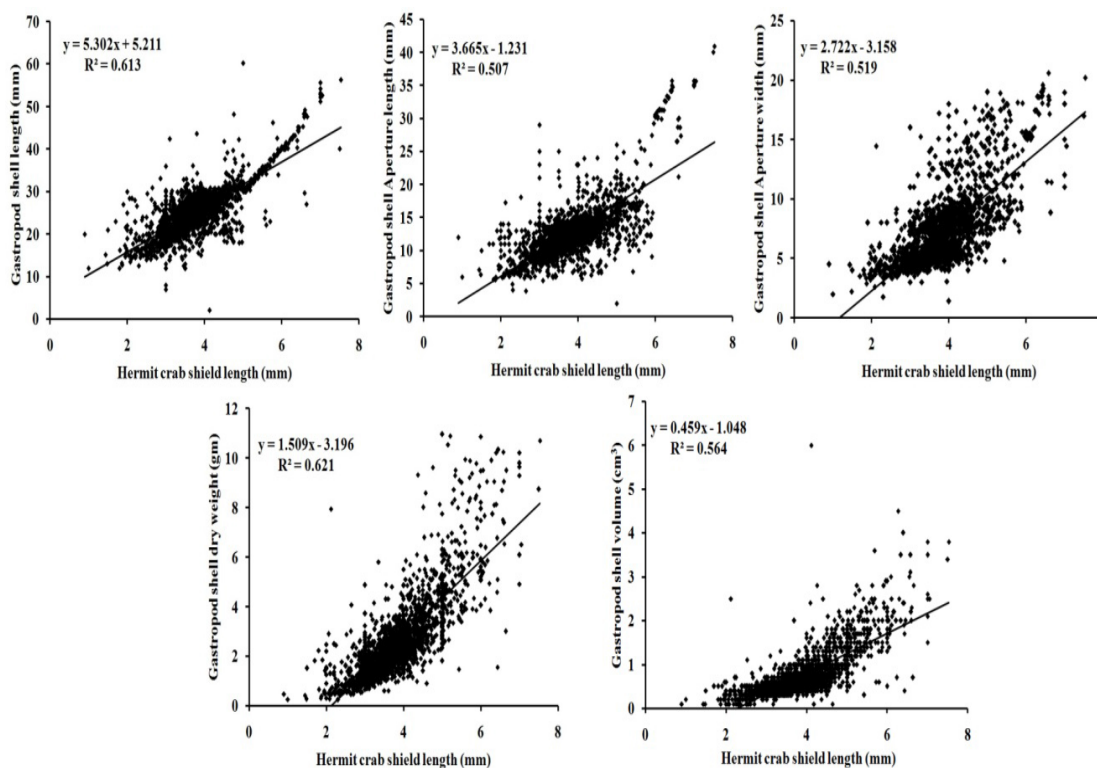 y = 5.302x + 5.211
R² = 0.613
Gastropod shell length (mm)
70
60
50
40
30
20
10
0
0 2 4 6 8
Hermit crab shield length (mm)
y = 3.665x - 1.231
R² = 0.507
Gastropod shell Aperture length (mm)
45
40
35
30
25
20
15
10
5
0
0 2 4 6 8
Hermit crab shield length (mm)
y = 2.722x - 3.158
R² = 0.519
Gastropod shell Aperture width (mm)
25
20
15
10
5
0
0 2 4 6
Hermit crab shield length (mm)
y = 1.509x - 3.196
R² = 0.621
Gastropod shell dry weight (gm)
12
10
8
6
4
2
0
0 2 4 6 8
Hermit crab shield length (mm)
y = 0.459x - 1.048
R² = 0.564
Gastropod shell volume (cm³)
7
6
5
4
3
2
1
0
0 2 4 6 8
Hermit crab shield length (mm)